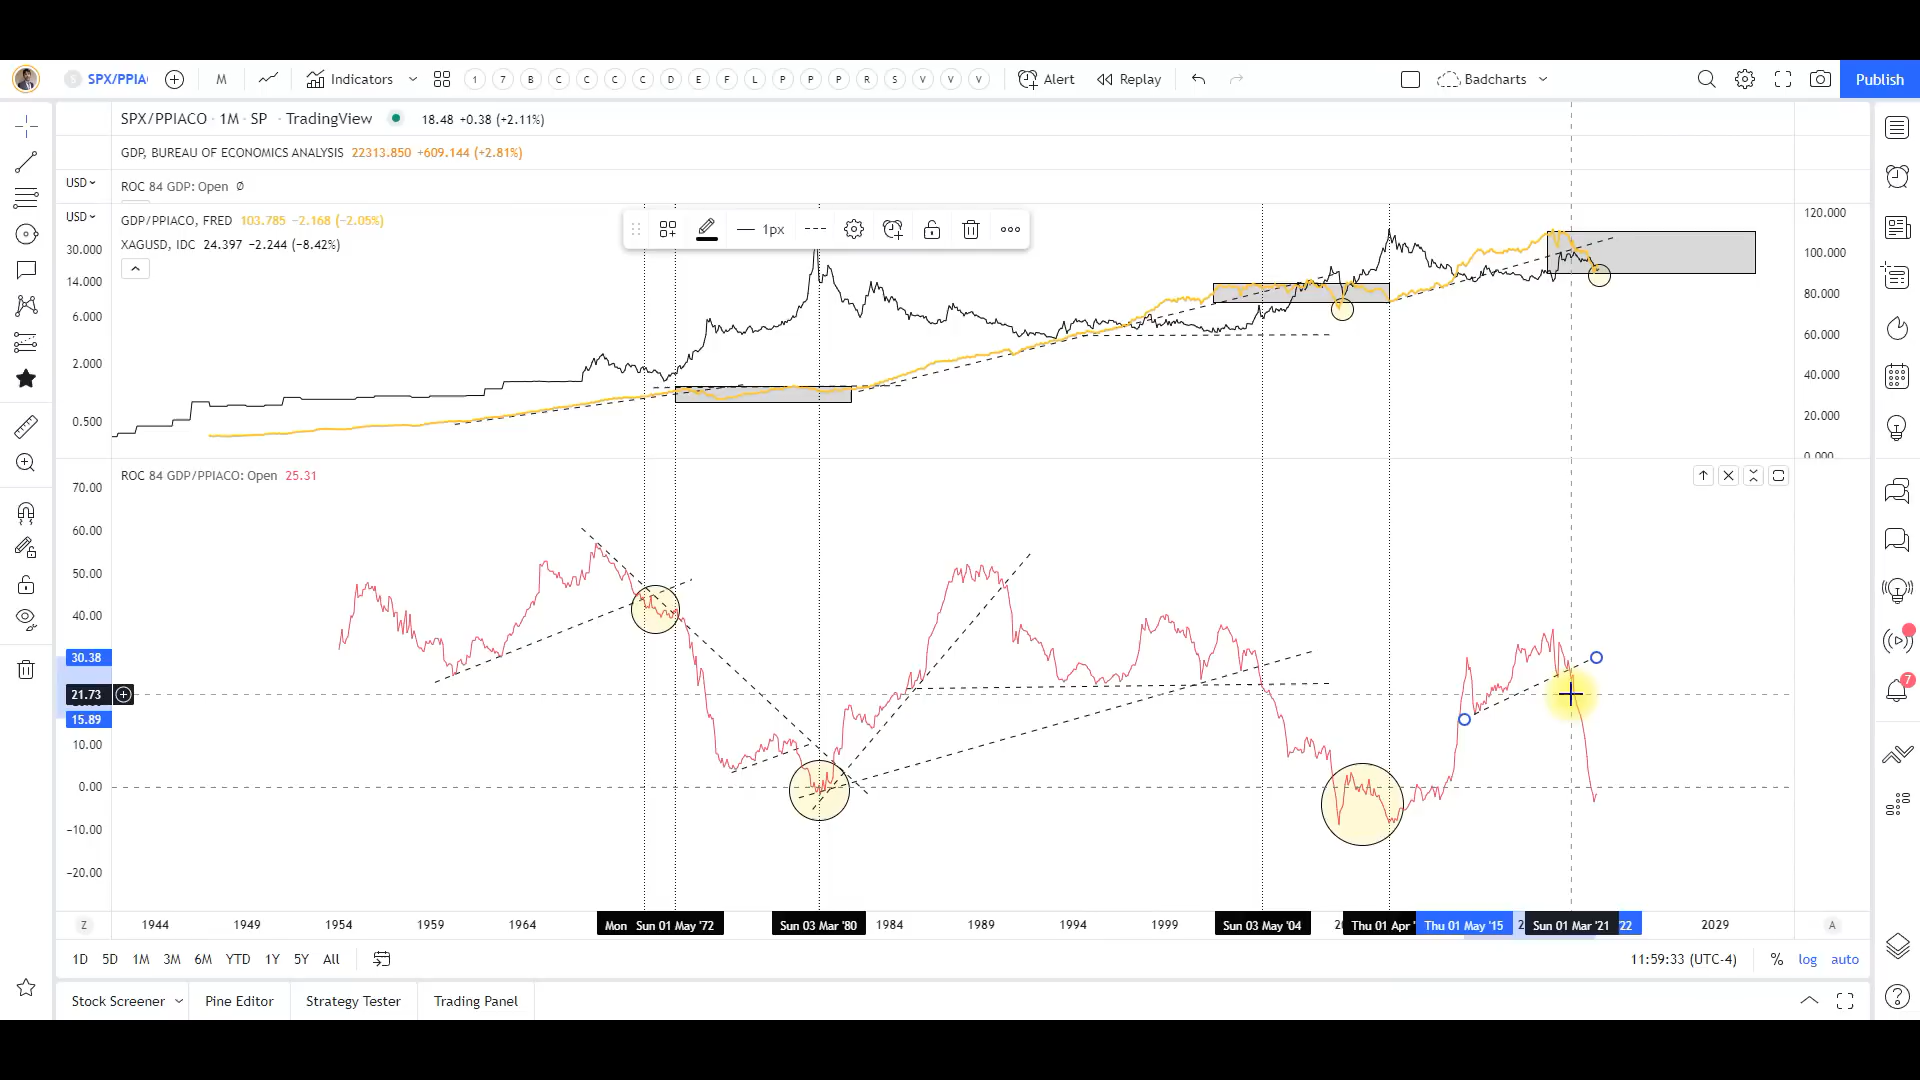 SPX/PPIA M Indicators 1 7 B C C C C D E F L P P P R S V V V Alert Replay Badcharts Publish
SPX/PPIACO · 1M · SP · TradingView 18.48 +0.38 (+2.11%)
GDP, BUREAU OF ECONOMICS ANALYSIS 22313.850 +609.144 (+2.81%)
USD ROC 84 GDP: Open Ø
USD GDP/PPIACO, FRED 103.785 −2.168 (−2.05%)
XAGUSD, IDC 24.397 −2.244 (−8.42%)
1px
30.000
14.000
6.000
2.000
0.500
120.000
100.000
80.000
60.000
40.000
20.000
0.000
ROC 84 GDP/PPIACO: Open 25.31
70.00
60.00
50.00
40.00
30.38
21.73
15.89
10.00
0.00
−10.00
−20.00
Z 1944 1949 1954 1959 1964 Mon Sun 01 May '72 Sun 03 Mar '80 1984 1989 1994 1999 Sun 03 May '04 Thu 01 Apr ' Thu 01 May '15 Sun 01 Mar '21 '22 2029 A
1D 5D 1M 3M 6M YTD 1Y 5Y All 11:59:33 (UTC-4) % log auto
Stock Screener Pine Editor Strategy Tester Trading Panel
7